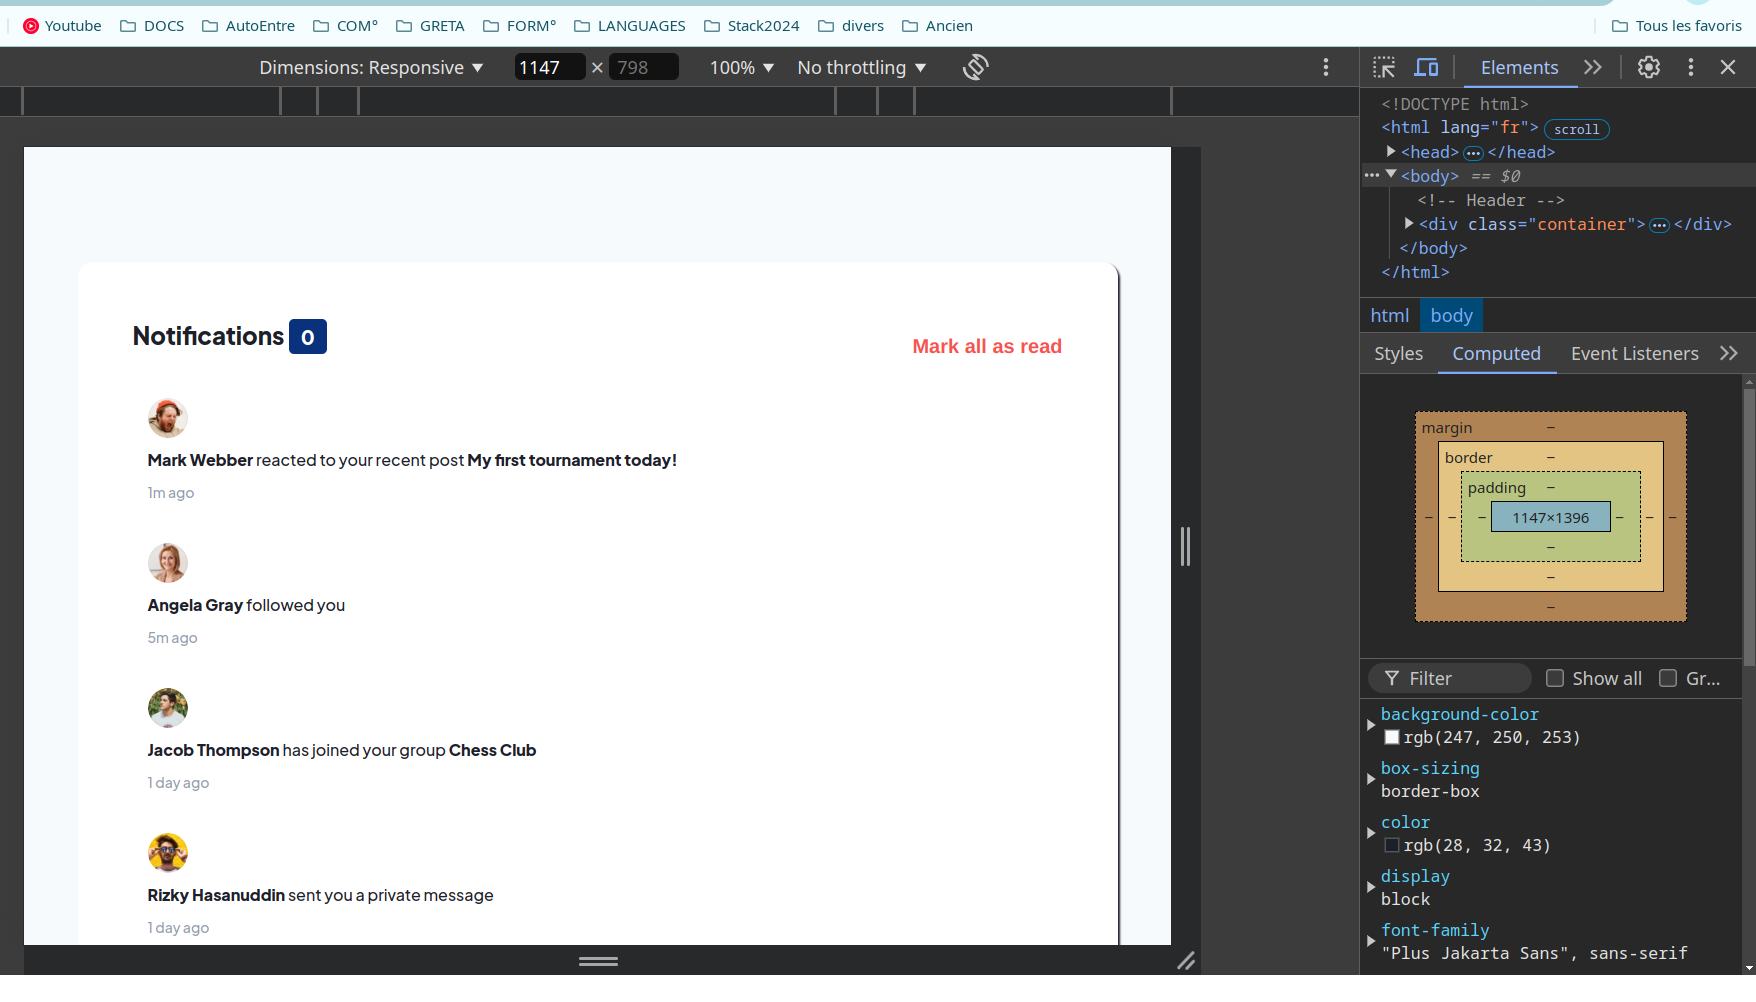 Youtube DOCS AutoEntre COM° GRETA FORM° LANGUAGES Stack2024 divers Ancien Tous les favoris
Dimensions: Responsive 1147 × 798 100% No throttling
Elements
<!DOCTYPE html>
<html lang="fr"> scroll
<head> ••• </head>
••• <body> == $0
<!-- Header -->
<div class="container"> ••• </div>
</body>
</html>
html body
Styles Computed Event Listeners
margin –
border –
padding –
– – – 1147×1396 – – –
–
–
–
Filter Show all Gr...
background-color
rgb(247, 250, 253)
box-sizing
border-box
color
rgb(28, 32, 43)
display
block
font-family
"Plus Jakarta Sans", sans-serif
Notifications 0
Mark all as read
Mark Webber reacted to your recent post My first tournament today!
1m ago
Angela Gray followed you
5m ago
Jacob Thompson has joined your group Chess Club
1 day ago
Rizky Hasanuddin sent you a private message
1 day ago